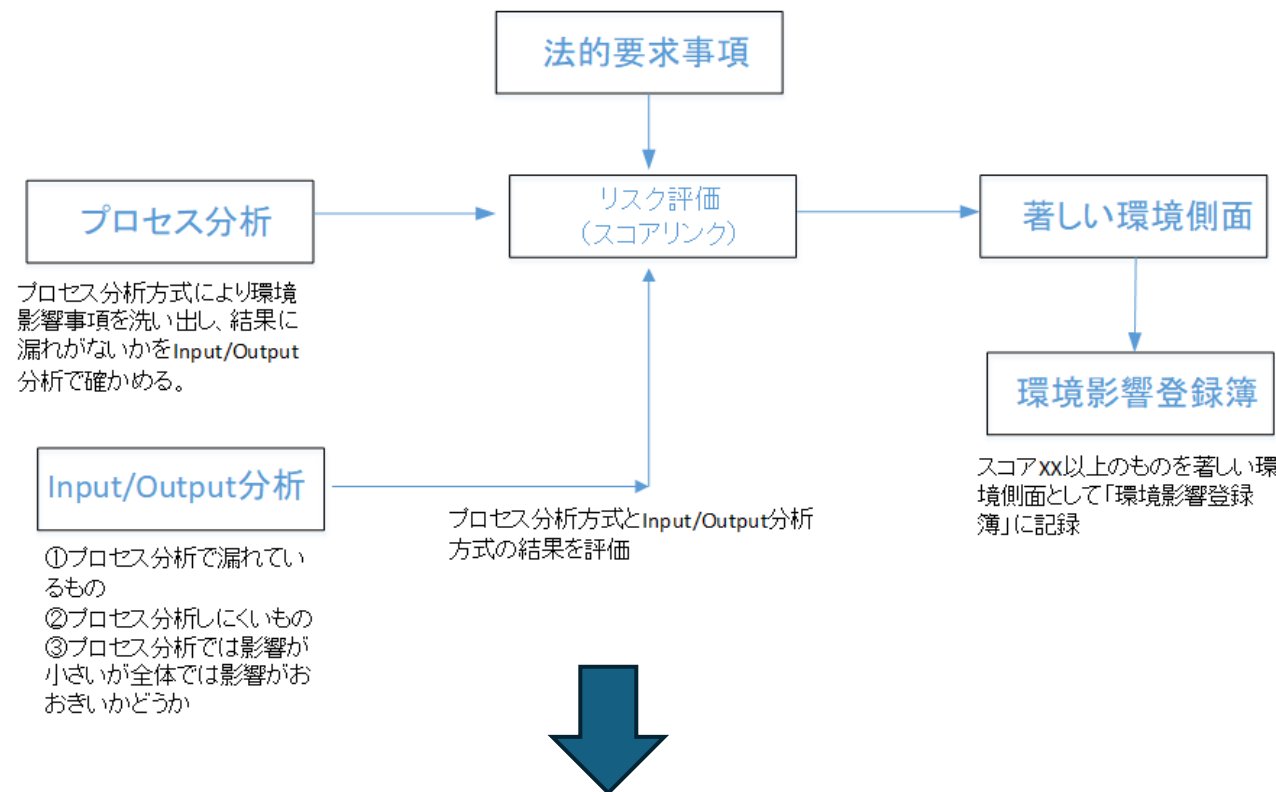 法的要求事項
プロセス分析
リスク評価
(スコアリンク)
著しい環境側面
プロセス分析方式により環境
影響事項を洗い出し、結果に
漏れがないかをInput/Output
分析で確かめる。
環境影響登録簿
Input/Output分析
スコアxx以上のものを著しい環
境側面として「環境影響登録
簿」に記録
プロセス分析方式とInput/Output分析
方式の結果を評価
①プロセス分析で漏れてい
るもの
②プロセス分析しにくいもの
③プロセス分析では影響が
小さいが全体では影響がお
おきいかどうか